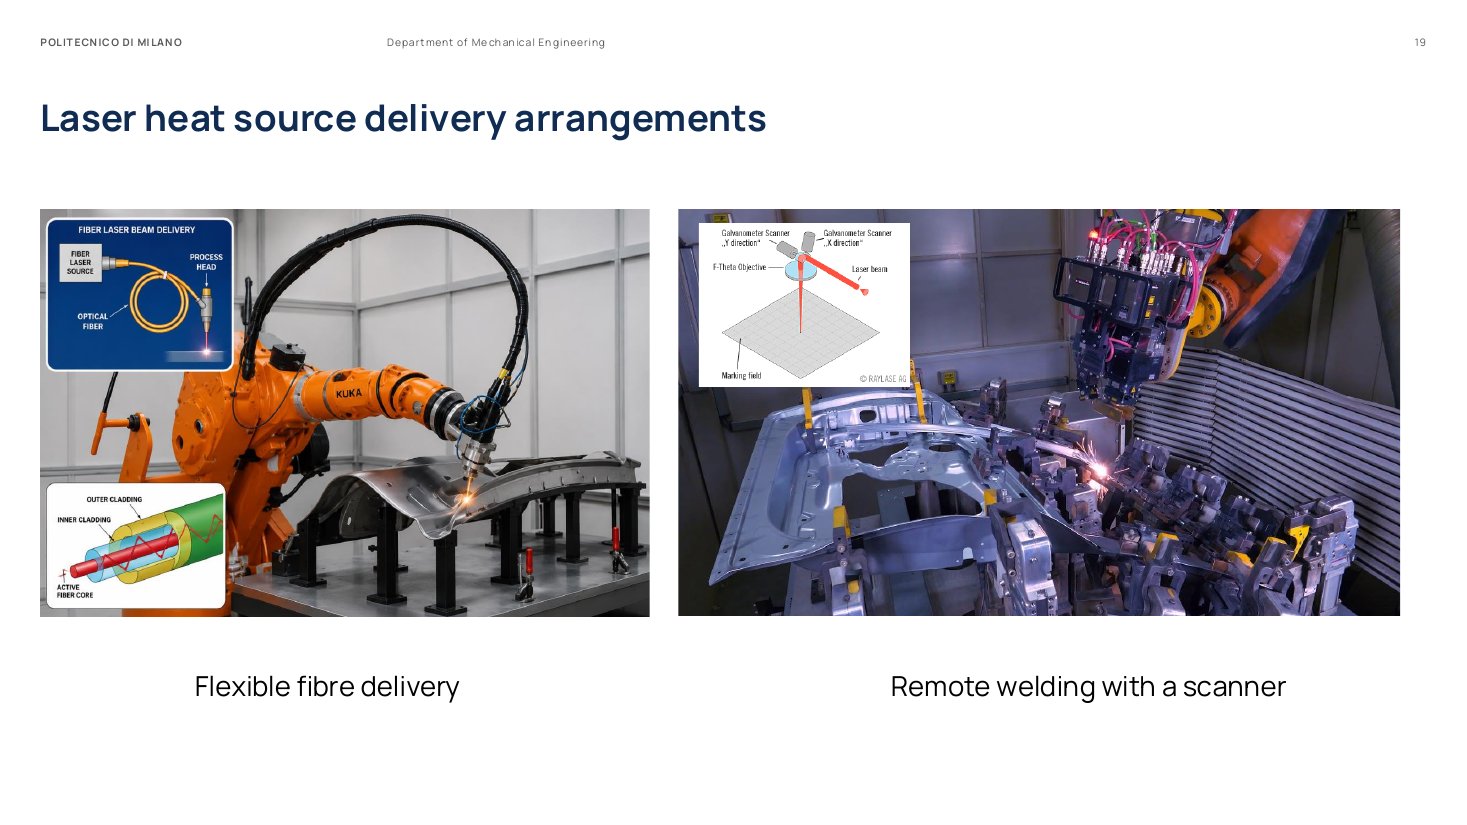 POLITECNICO DI MILANO
Department of Mechanical Engineering
19
Laser heat source delivery arrangements
FIBER LASER BEAM DELIVERY
FIBER
LASER
SOURCE
PROCESS
HEAD
OPTICAL
FIBER
KUKA
OUTER CLADDING
INNER CLADDING
ACTIVE
FIBER CORE
Galvanometer Scanner
„Y direction“
Galvanometer Scanner
„X direction“
F-Theta Objective
Laser beam
Marking field
© RAYLASE AG
Flexible fibre delivery
Remote welding with a scanner